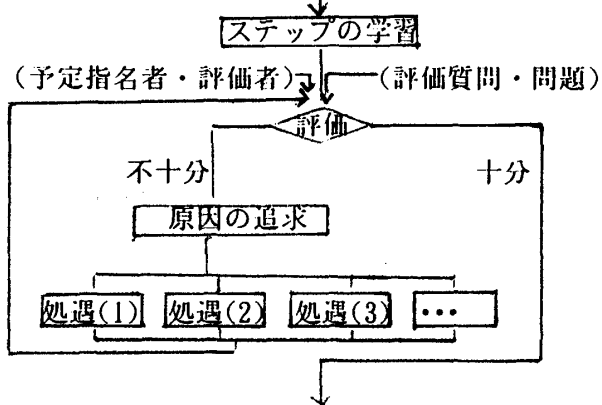 ステップの学習
（予定指名者・評価者）
（評価質問・問題）
評価
不十分
十分
原因の追求
処遇(1)
処遇(2)
処遇(3)
・・・